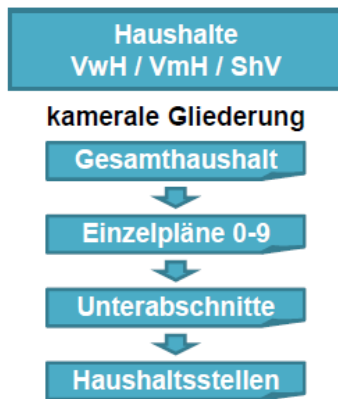 Haushalte
VwH / VmH / ShV
kamerale Gliederung
Gesamthaushalt
Einzelpläne 0-9
Unterabschnitte
Haushaltsstellen